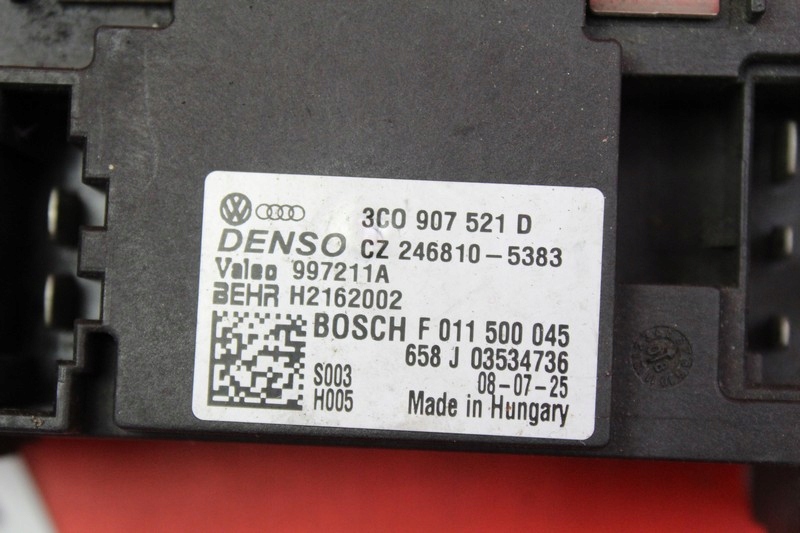 3C0 907 521 D
DENSO CZ 246810-5383
Valeo 997211A
BEHR H2162002
BOSCH F 011 500 045
658 J 03534736
S003 08-07-25
H005 Made in Hungary